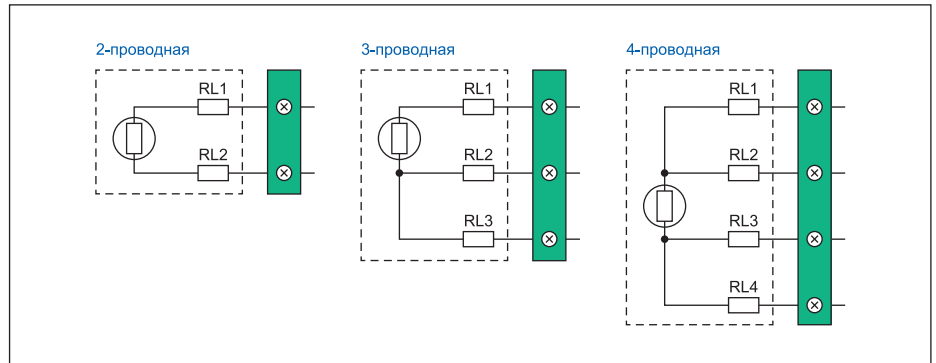 2-проводная
RL1
RL2
3-проводная
RL1
RL2
RL3
4-проводная
RL1
RL2
RL3
RL4